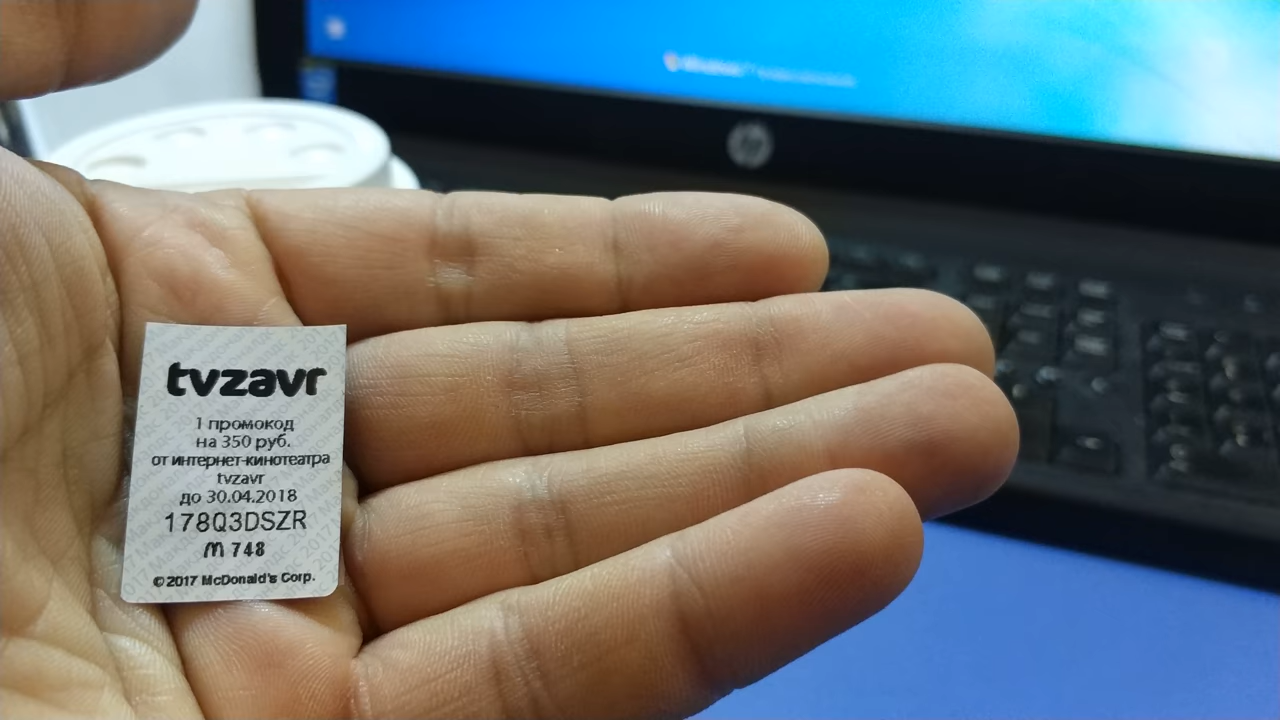 hp
tvzavr
1 промокод
на 350 руб.
от интернет-кинотеатра
tvzavr
до 30.04.2018
178Q3DSZR
m 748
© 2017 McDonald's Corp.